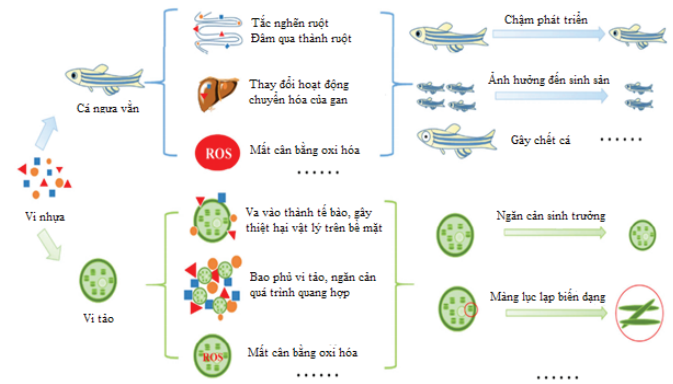 Tắc nghẽn ruột
Đâm qua thành ruột
Chậm phát triển
Cá ngựa vằn
Thay đổi hoạt động
chuyển hóa của gan
Ảnh hưởng đến sinh sản
ROS
Mất cân bằng oxi hóa
......
Gây chết cá
......
Vi nhựa
Va vào thành tế bào, gây
thiệt hại vật lý trên bề mặt
Ngăn cản sinh trưởng
Vi tảo
Bao phủ vi tảo, ngăn cản
quá trình quang hợp
Màng lục lạp biến dạng
ROS
Mất cân bằng oxi hóa
......
......